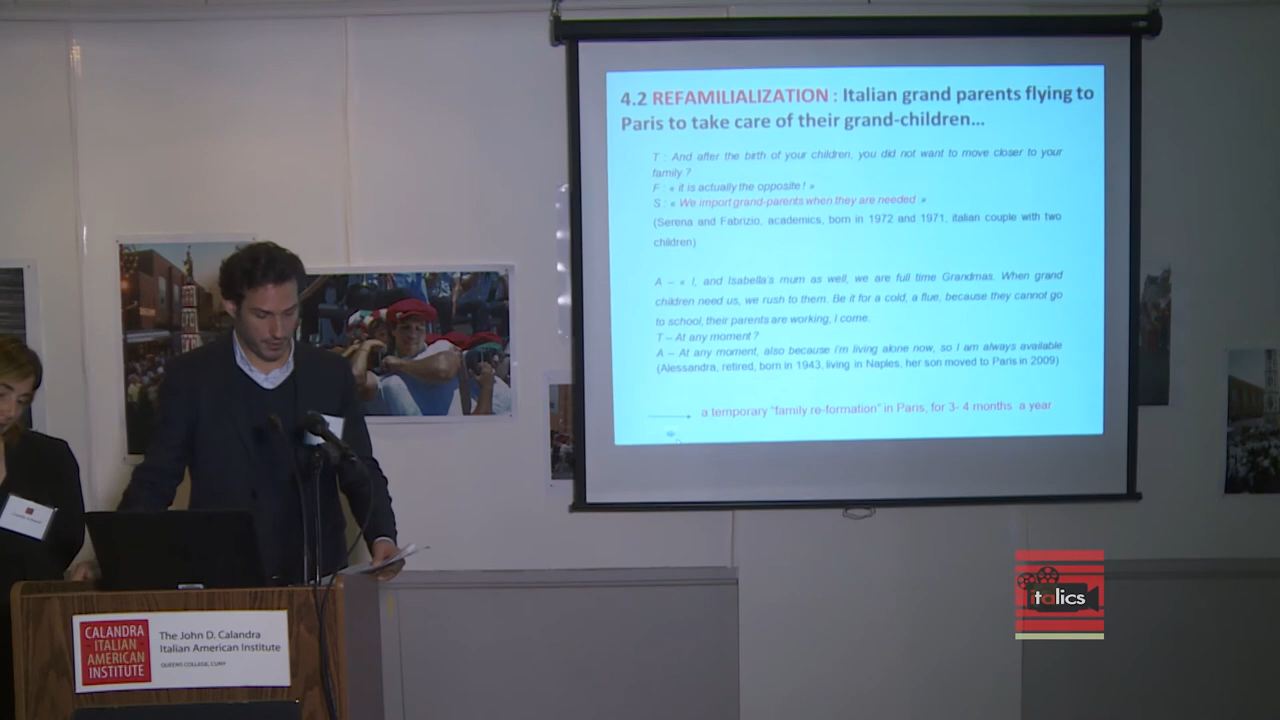 4.2 REFAMILIALIZATION : Italian grand parents flying to
Paris to take care of their grand-children...
T : And after the birth of your children, you did not want to move closer to your
family ?
F : « it is actually the opposite ! »
S : « We import grand-parents when they are needed »
(Serena and Fabrizio, academics, born in 1972 and 1971, italian couple with two
children)
A – « I, and Isabella's mum as well, we are full time Grandmas. When grand
children need us, we rush to them. Be it for a cold, a flue, because they cannot go
to school, their parents are working, I come.
T – At any moment ?
A – At any moment, also because i'm living alone now, so I am always available
(Alessandra, retired, born in 1943, living in Naples, her son moved to Paris in 2009)
a temporary "family re-formation" in Paris, for 3- 4 months a year
italics
CALANDRA
ITALIAN
AMERICAN
INSTITUTE
The John D. Calandra
Italian American Institute
QUEENS COLLEGE, CUNY